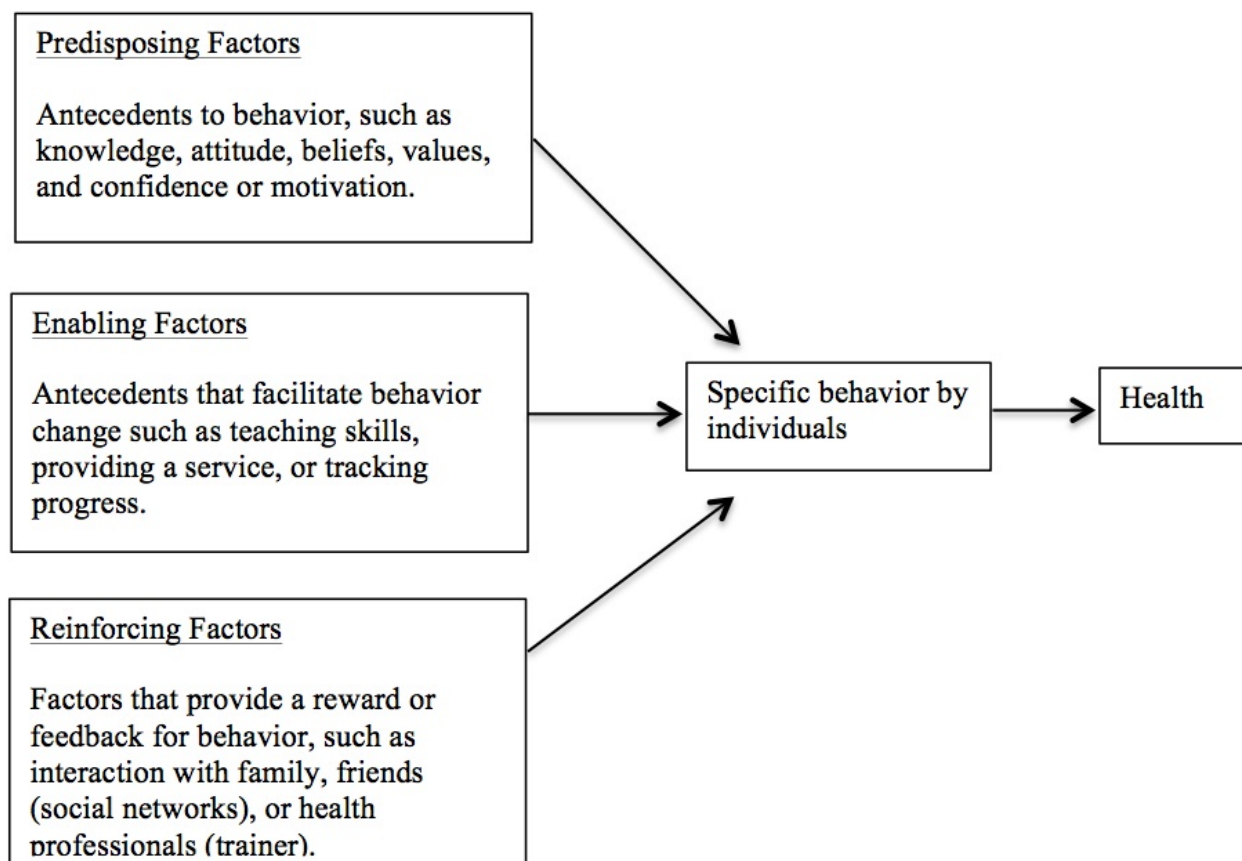 Predisposing Factors
Antecedents to behavior, such as
knowledge, attitude, beliefs, values,
and confidence or motivation.
Enabling Factors
Antecedents that facilitate behavior
change such as teaching skills,
providing a service, or tracking
progress.
Reinforcing Factors
Factors that provide a reward or
feedback for behavior, such as
interaction with family, friends
(social networks), or health
professionals (trainer).
Specific behavior by
individuals
Health